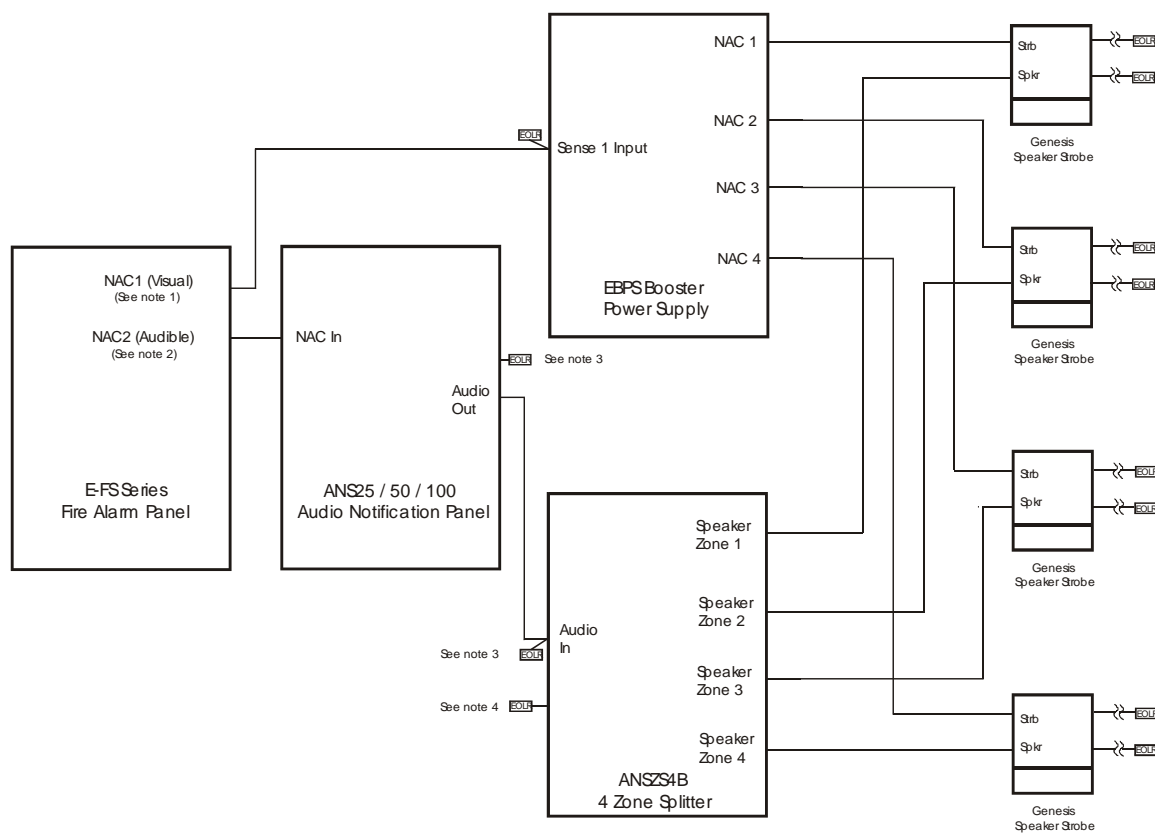 NAC 1
Strb
EOLR
Spkr
EOLR
NAC 2
EOLR
Sense 1 Input
Genesis
Speaker Strobe
NAC 3
Strb
EOLR
NAC1 (Visual)
(See note 1)
NAC 4
Spkr
EOLR
EBPS Booster
Power Supply
NAC2 (Audible)
(See note 2)
NAC In
Genesis
Speaker Strobe
EOLR
See note 3
Audio
Out
Strb
EOLR
E-FS Series
Fire Alarm Panel
ANS25 / 50 / 100
Audio Notification Panel
Spkr
EOLR
Speaker
Zone 1
Genesis
Speaker Strobe
Speaker
Zone 2
Audio
In
See note 3
EOLR
Speaker
Zone 3
See note 4
EOLR
Strb
EOLR
Speaker
Zone 4
Spkr
EOLR
ANSZS4B
4 Zone Splitter
Genesis
Speaker Strobe